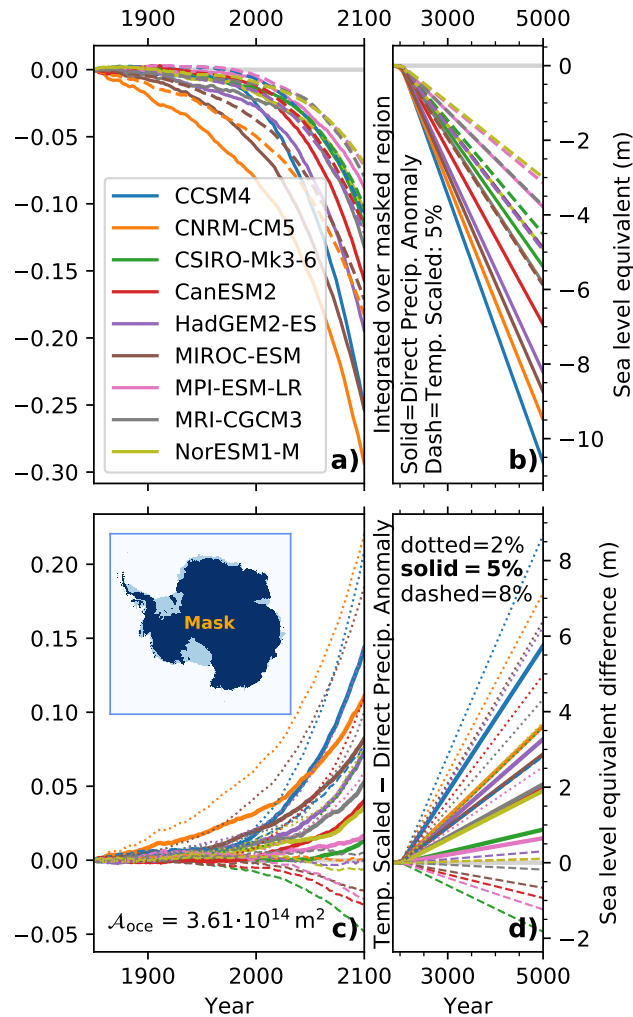 1900
2000
2100
3000
5000
0.00
−0.05
−0.10
−0.15
−0.20
−0.25
−0.30
CCSM4
CNRM-CM5
CSIRO-Mk3-6
CanESM2
HadGEM2-ES
MIROC-ESM
MPI-ESM-LR
MRI-CGCM3
NorESM1-M
a)
Integrated over masked region
Solid=Direct Precip. Anomaly
Dash=Temp. Scaled: 5%
b)
0
−2
−4
−6
−8
−10
Sea level equivalent (m)
0.20
0.15
0.10
0.05
0.00
−0.05
Mask
𝒜oce = 3.61·10¹⁴ m²
c)
Temp. Scaled − Direct Precip. Anomaly
dotted=2%
solid = 5%
dashed=8%
d)
8
6
4
2
0
−2
Sea level equivalent difference (m)
1900
2000
2100
3000
5000
Year
Year